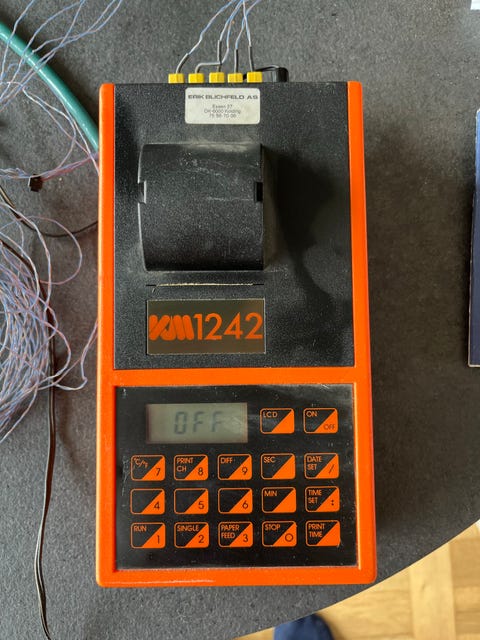 ERIK BLICHFELD AS
Essen 27
DK 6000 Kolding
75 56 70 00
KM1242
OFF
LCD
ON
OFF
°C/°F 7
PRINT CH 8
DIFF 9
SEC
DATE SET /
4
5
6
MIN
TIME SET :
RUN 1
SINGLE 2
PAPER FEED 3
STOP 0
PRINT TIME